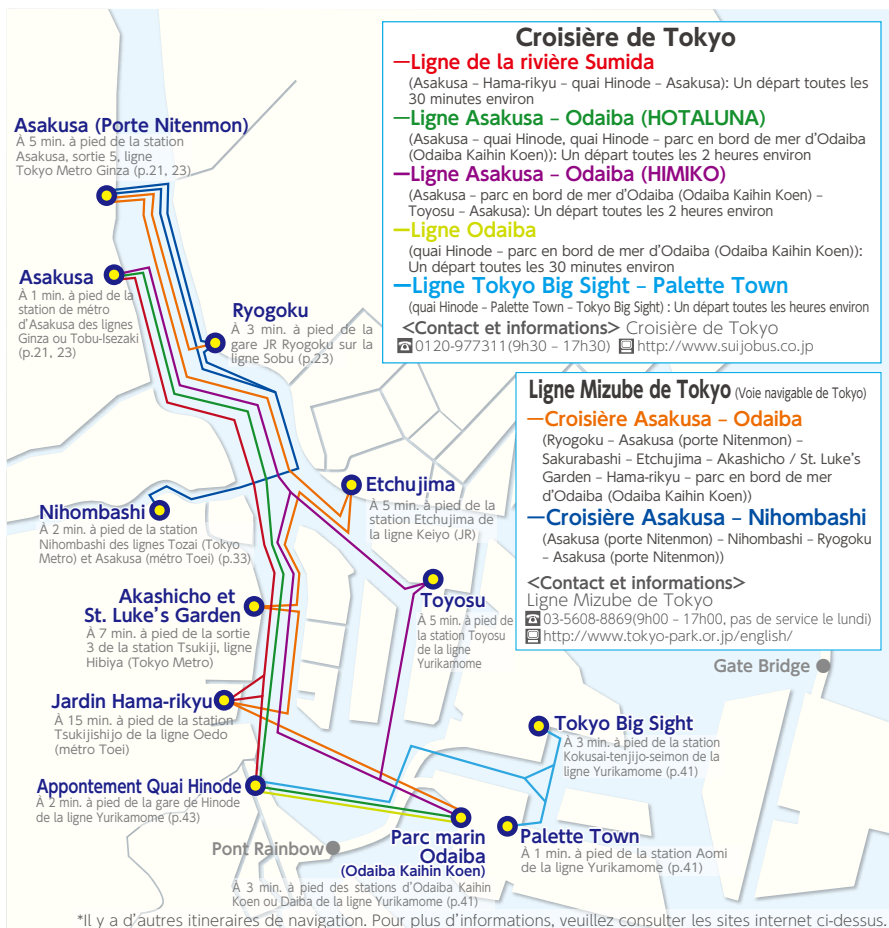 Croisière de Tokyo
Ligne de la rivière Sumida
(Asakusa – Hama-rikyu – quai Hinode – Asakusa): Un départ toutes les
30 minutes environ
Ligne Asakusa – Odaiba (HOTALUNA)
(Asakusa – quai Hinode, quai Hinode – parc en bord de mer d'Odaiba
(Odaiba Kaihin Koen)): Un départ toutes les 2 heures environ
Ligne Asakusa – Odaiba (HIMIKO)
(Asakusa – parc en bord de mer d'Odaiba (Odaiba Kaihin Koen) –
Toyosu – Asakusa): Un départ toutes les 2 heures environ
Ligne Odaiba
(quai Hinode – parc en bord de mer d'Odaiba (Odaiba Kaihin Koen)):
Un départ toutes les 30 minutes environ
Ligne Tokyo Big Sight – Palette Town
(quai Hinode – Palette Town – Tokyo Big Sight) : Un départ toutes les heures environ
<Contact et informations> Croisière de Tokyo
☎0120-977311(9h30 – 17h30) http://www.suijobus.co.jp
Ligne Mizube de Tokyo (Voie navigable de Tokyo)
Croisière Asakusa – Odaiba
(Ryogoku – Asakusa (porte Nitenmon) –
Sakurabashi – Etchujima – Akashicho / St. Luke's
Garden – Hama-rikyu – parc en bord de mer
d'Odaiba (Odaiba Kaihin Koen))
Croisière Asakusa – Nihombashi
(Asakusa (porte Nitenmon) – Nihombashi – Ryogoku
– Asakusa (porte Nitenmon))
<Contact et informations>
Ligne Mizube de Tokyo
☎03-5608-8869(9h00 – 17h00, pas de service le lundi)
http://www.tokyo-park.or.jp/english/
Asakusa (Porte Nitenmon)
À 5 min. à pied de la station
Asakusa, sortie 5, ligne
Tokyo Metro Ginza (p.21, 23)
Asakusa
À 1 min. à pied de la
station de métro
d'Asakusa des lignes
Ginza ou Tobu-Isezaki
(p.21, 23)
Ryogoku
À 3 min. à pied de la
gare JR Ryogoku sur la
ligne Sobu (p.23)
Etchujima
À 5 min. à pied de la
station Etchujima de
la ligne Keiyo (JR)
Nihombashi
À 2 min. à pied de la station
Nihombashi des lignes Tozai (Tokyo
Metro) et Asakusa (métro Toei) (p.33)
Akashicho et
St. Luke's Garden
À 7 min. à pied de la sortie
3 de la station Tsukiji, ligne
Hibiya (Tokyo Metro)
Toyosu
À 5 min. à pied de
la station Toyosu
de la ligne
Yurikamome
Gate Bridge
Jardin Hama-rikyu
À 15 min. à pied de la station
Tsukijishijo de la ligne Oedo
(métro Toei)
Tokyo Big Sight
À 3 min. à pied de la station
Kokusai-tenjijo-seimon de la
ligne Yurikamome (p.41)
Appontement Quai Hinode
À 2 min. à pied de la gare de Hinode
de la ligne Yurikamome (p.43)
Pont Rainbow
Parc marin
Odaiba
(Odaiba Kaihin Koen)
À 3 min. à pied des stations d'Odaiba Kaihin
Koen ou Daiba de la ligne Yurikamome (p.41)
Palette Town
À 1 min. à pied de la station Aomi
de la ligne Yurikamome (p.41)
*Il y a d'autres itineraires de navigation. Pour plus d'informations, veuillez consulter les sites internet ci-dessus.